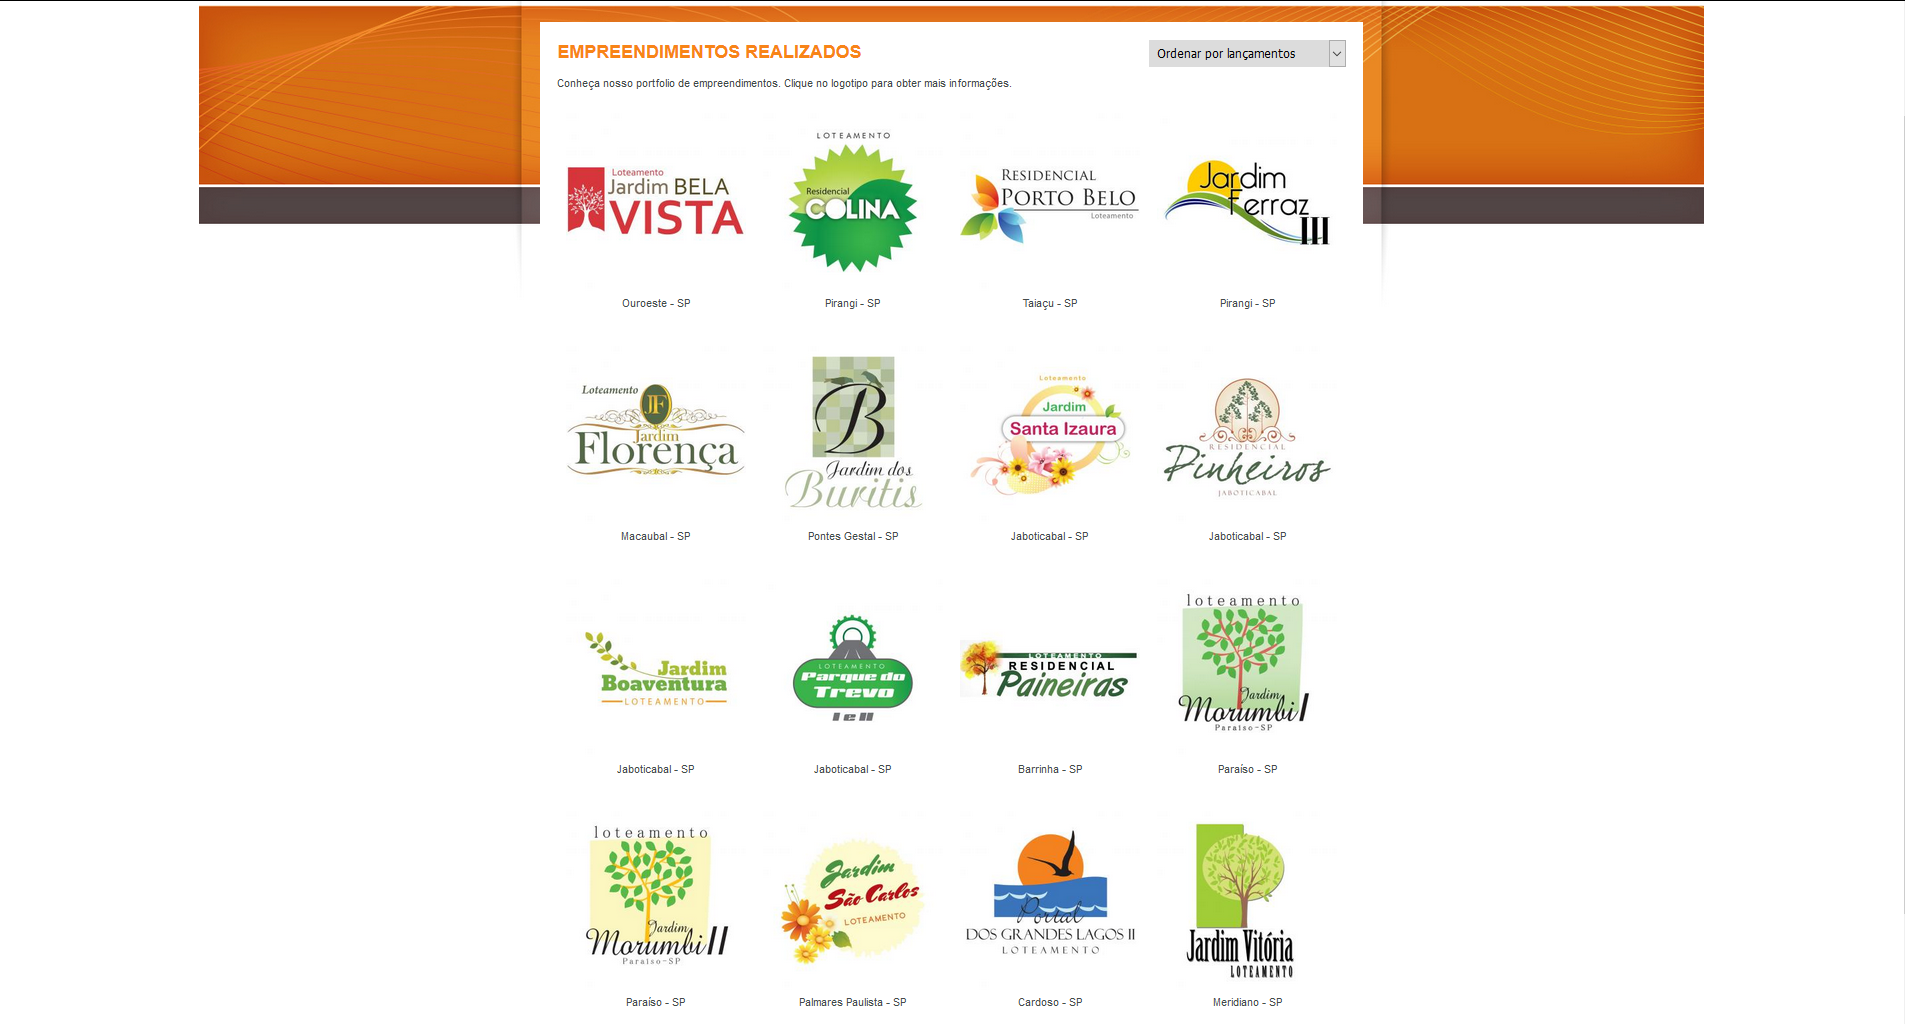 EMPREENDIMENTOS REALIZADOS
Ordenar por lançamentos
Conheça nosso portfolio de empreendimentos. Clique no logotipo para obter mais informações.
Loteamento
Jardim BELA
VISTA
Ouroeste - SP
LOTEAMENTO
Residencial
COLINA
Pirangi - SP
RESIDENCIAL
PORTO BELO
Loteamento
Taiaçu - SP
Jardim
Ferraz
III
Pirangi - SP
Loteamento
JF
Jardim
Florença
Macaubal - SP
B
Jardim dos
Buritis
Pontes Gestal - SP
Loteamento
Jardim
Santa Izaura
Jaboticabal - SP
RESIDENCIAL
Pinheiros
JABOTICABAL
Jaboticabal - SP
Jardim
Boaventura
LOTEAMENTO
Jaboticabal - SP
LOTEAMENTO
Parque do
Trevo
I e II
Jaboticabal - SP
LOTEAMENTO
RESIDENCIAL
Paineiras
Barrinha - SP
loteamento
Jardim
Morumbi I
Paraíso-SP
Paraíso - SP
loteamento
Jardim
Morumbi II
Paraíso-SP
Paraíso - SP
Jardim
São Carlos
LOTEAMENTO
Palmares Paulista - SP
Portal
DOS GRANDES LAGOS II
LOTEAMENTO
Cardoso - SP
Jardim Vitória
LOTEAMENTO
Meridiano - SP